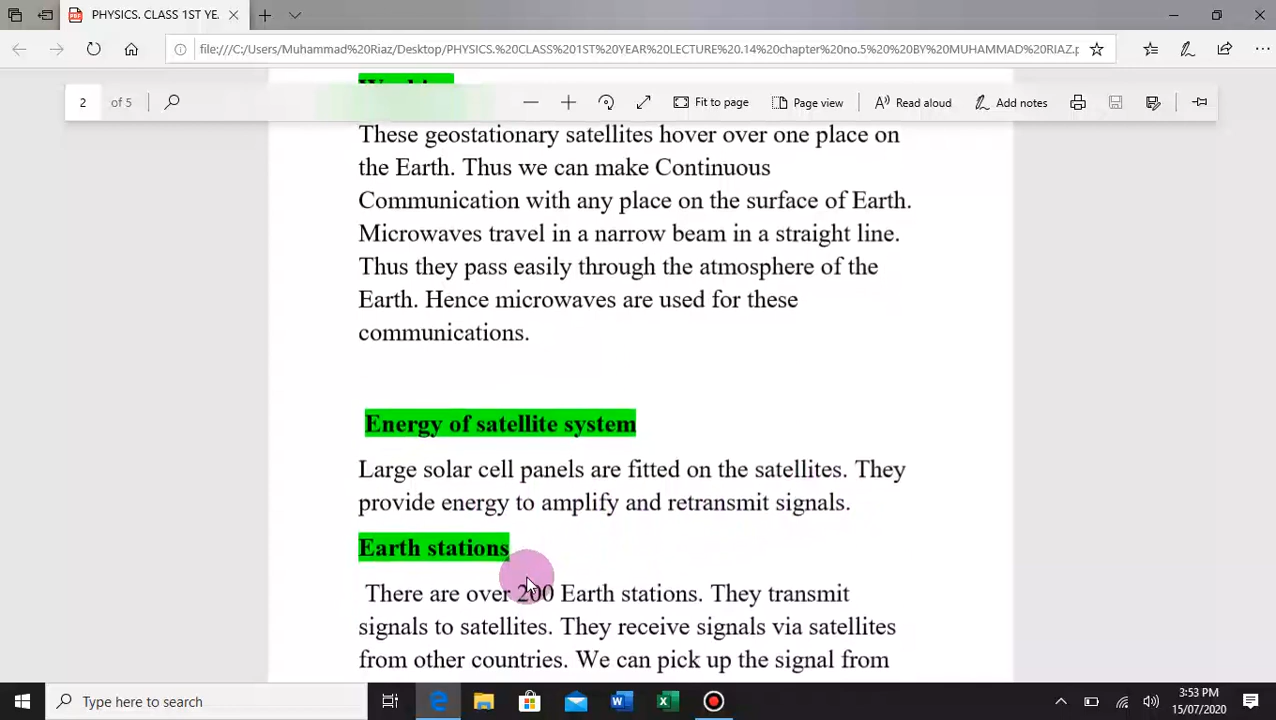 PHYSICS. CLASS 1ST YE.
file:///C:/Users/Muhammad%20Riaz/Desktop/PHYSICS.%20CLASS%201ST%20YEAR%20LECTURE%20.14%20chapter%20no.5%20%20BY%20MUHAMMAD%20RIAZ.p
2 of 5
Fit to page
Page view
Read aloud
Add notes
These geostationary satellites hover over one place on
the Earth. Thus we can make Continuous
Communication with any place on the surface of Earth.
Microwaves travel in a narrow beam in a straight line.
Thus they pass easily through the atmosphere of the
Earth. Hence microwaves are used for these
communications.
Energy of satellite system
Large solar cell panels are fitted on the satellites. They
provide energy to amplify and retransmit signals.
Earth stations
There are over 200 Earth stations. They transmit
signals to satellites. They receive signals via satellites
from other countries. We can pick up the signal from
Type here to search
3:53 PM
15/07/2020